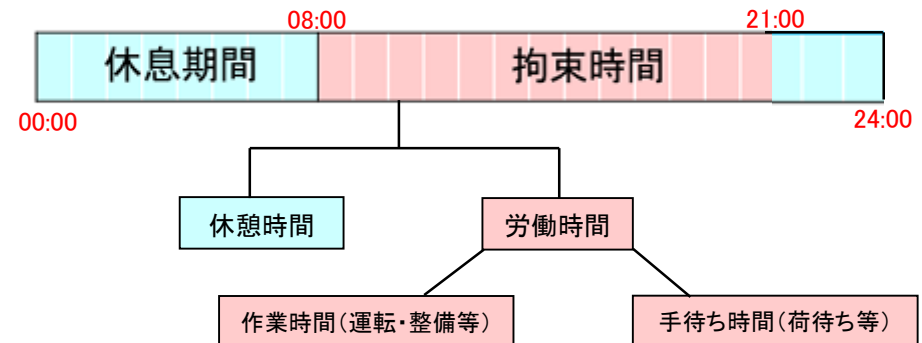 08:00
21:00
休息期間
拘束時間
00:00
24:00
休憩時間
労働時間
作業時間(運転・整備等)
手待ち時間(荷待ち等)